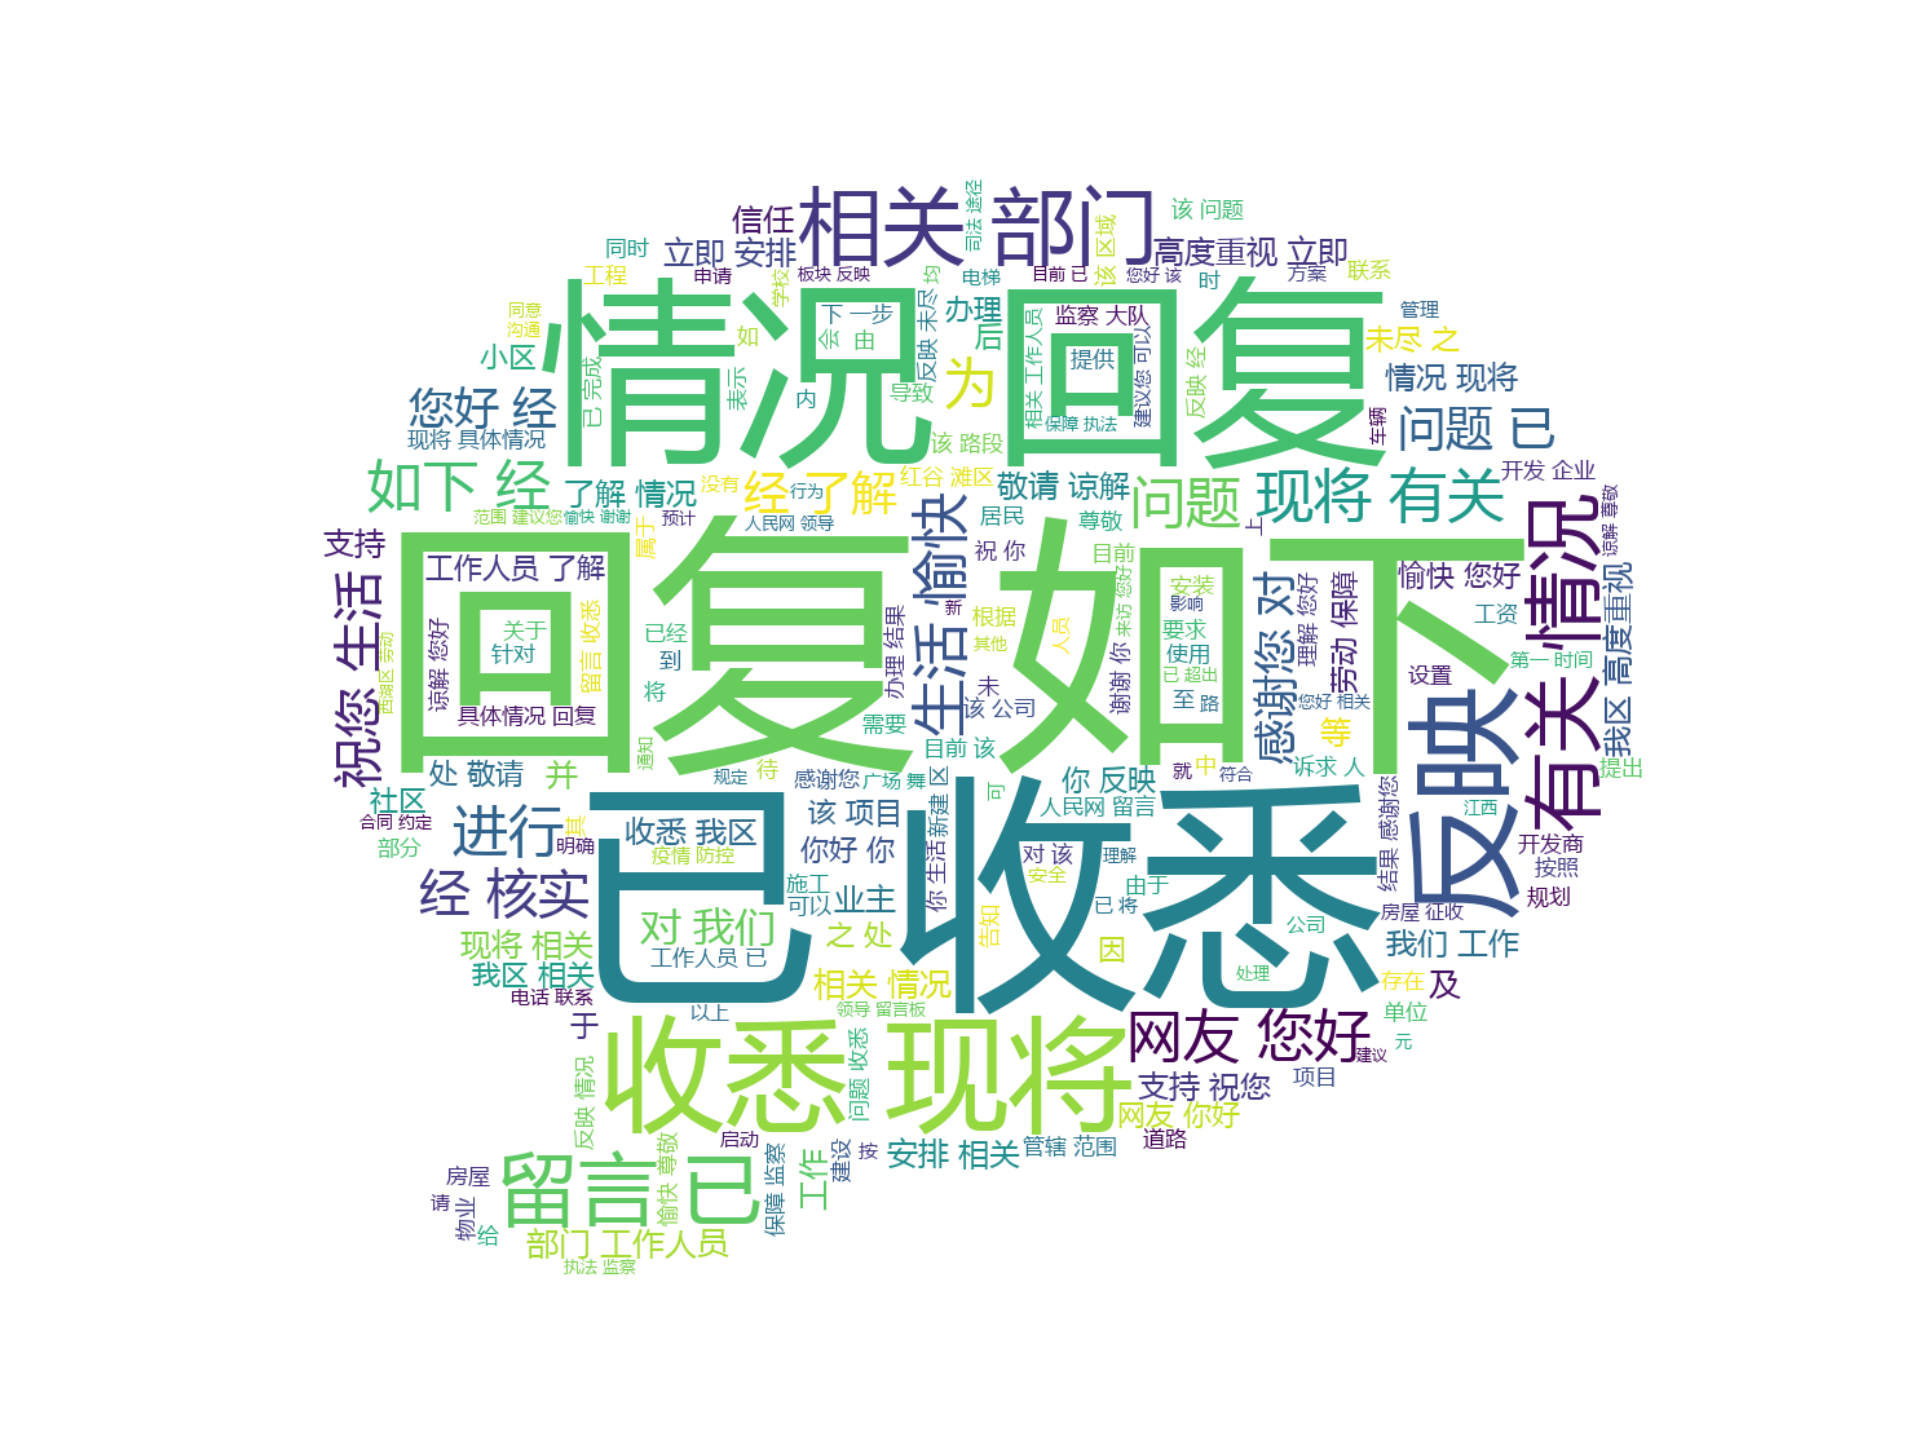 相关 部门
司法 途径
该 问题
信任
同时
立即 安排
该 区域
高度重视 立即
工程
申请
学校
板块 反映
均
电梯
目前 已
您好 该
时
方案
联系
同意
沟通
情况 回复
下 一步
办理
监察 大队
管理
小区
已 完成
如
会 由
反映 未尽
后
相关 工作人员
提供
建议您 可以
反映 经
未尽 之
您好 经
表示
内
导致
为
保障 执法
车辆
情况 现将
现将 具体情况
该 路段
问题 已
如下 经
了解 情况
没有
经 了解
行为
红谷 滩区
敬请 谅解
问题
现将 有关
开发 企业
范围 建议您
愉快 谢谢
属于
预计
人民网 领导
生活 愉快
居民
尊敬
上
有关 情况
谅解 尊敬
支持
祝您 生活
回复 如下
工作人员 了解
祝 你
目前
来访 您好
安装
感谢您 对
理解 您好
劳动 保障
愉快 您好
我区 高度重视
关于
针对
留言 收悉
已经
到
将
办理 结果
新
根据
其他
人员
影响
要求
使用
已 超出
至 路
工资
第一 时间
西湖区 劳动
谅解 您好
具体情况 回复
未
该 公司
谢谢 你
您好 相关
设置
反映
需要
目前 该
等
诉求 人
提出
处 敬请
并
通知
规定
待
感谢您
广场 舞
你 生活
新建 区
可
你 反映
就
中
符合
社区
合同 约定
部分
进行
其
明确
已 收悉
收悉 我区
疫情 防控
该 项目
你好 你
人民网 留言
对 该
理解
结果 感谢您
江西
开发商
按照
规划
经 核实
施工
可以
业主
安全
由于
已 将
房屋 征收
对 我们
之 处
告知
因
公司
我们 工作
现将 相关
工作人员 已
我区 相关
相关 情况
处理
存在
及
电话 联系
于
以上
领导 留言板
网友 您好
单位
元
建议
收悉 现将
问题 收悉
反映 情况
支持 祝您
项目
网友 你好
启动
道路
房屋
请
物业
给
留言 已
愉快 尊敬
保障 监察
工作
建设
按
安排 相关
管辖 范围
部门 工作人员
执法 监察